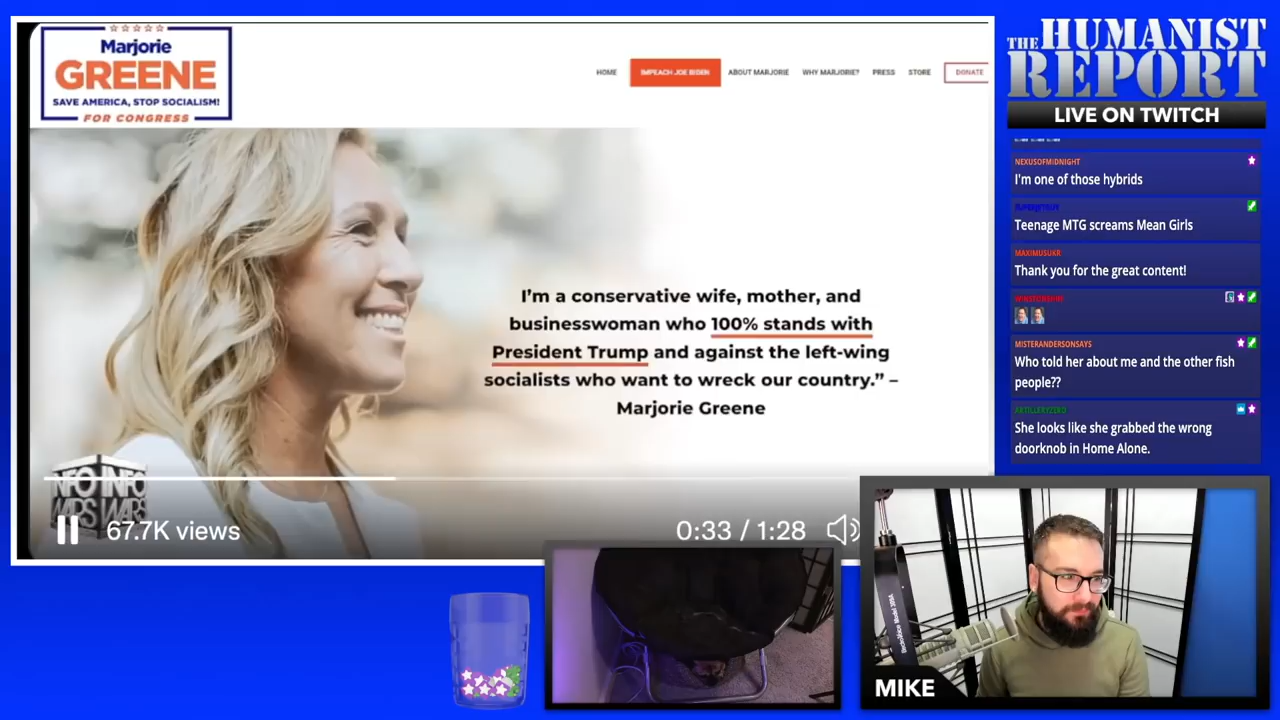 Marjorie
GREENE
SAVE AMERICA, STOP SOCIALISM!
FOR CONGRESS
HOME
IMPEACH JOE BIDEN
ABOUT MARJORIE
WHY MARJORIE?
PRESS
STORE
DONATE
I'm a conservative wife, mother, and
businesswoman who 100% stands with
President Trump and against the left-wing
socialists who want to wreck our country.” –
Marjorie Greene
INFO INFO
WARS WARS
67.7K views
0:33 / 1:28
THE HUMANIST
REPORT
LIVE ON TWITCH
NEXUSOFMIDNIGHT
I'm one of those hybrids
Teenage MTG screams Mean Girls
MAXIMUSUKR
Thank you for the great content!
MISTERANDERSONSAYS
Who told her about me and the other fish
people??
ARTILLERYZERO
She looks like she grabbed the wrong
doorknob in Home Alone.
MIKE